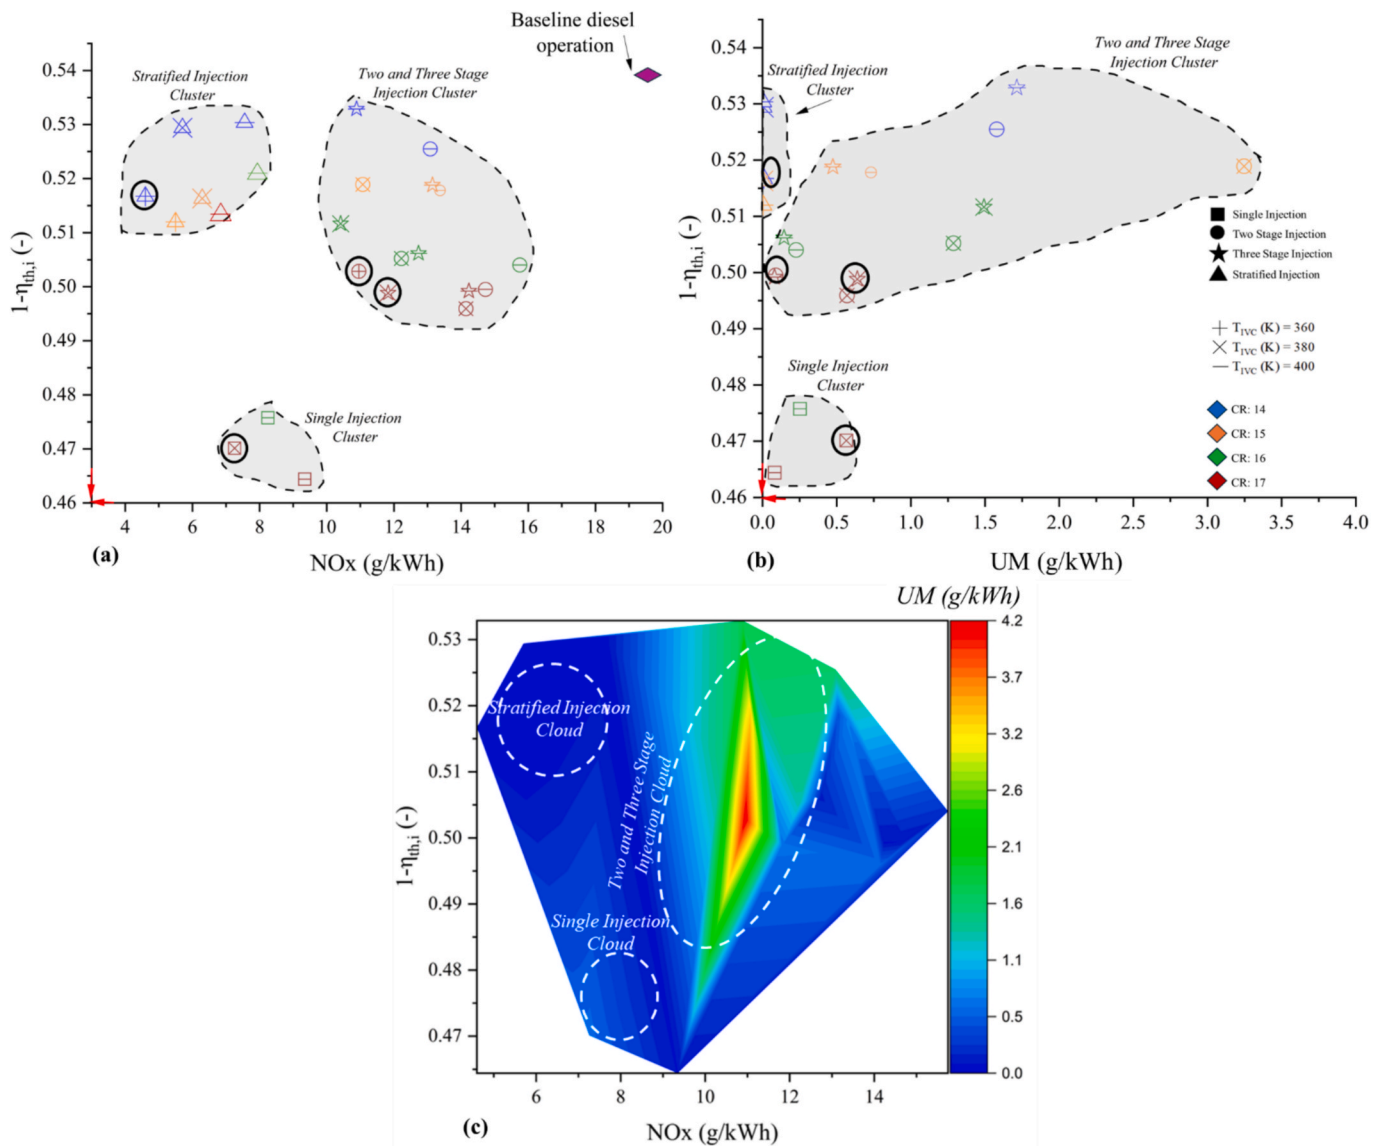 Baseline diesel
operation
0.54
0.53
0.52
0.51
0.50
0.49
0.48
0.47
0.46
1-ηth,i (-)
Stratified Injection
Cluster
Two and Three Stage
Injection Cluster
Single Injection
Cluster
4 6 8 10 12 14 16 18 20
(a)
NOx (g/kWh)
0.54
0.53
0.52
0.51
0.50
0.49
0.48
0.47
0.46
1-ηth,i (-)
Two and Three Stage
Injection Cluster
Stratified Injection
Cluster
Single Injection
Cluster
Single Injection
Two Stage Injection
Three Stage Injection
Stratified Injection
TIVC (K) = 360
TIVC (K) = 380
TIVC (K) = 400
CR: 14
CR: 15
CR: 16
CR: 17
0.0 0.5 1.0 1.5 2.0 2.5 3.0 3.5 4.0
(b)
UM (g/kWh)
UM (g/kWh)
0.53
0.52
0.51
0.50
0.49
0.48
0.47
1-ηth,i (-)
Stratified Injection
Cloud
Two and Three Stage
Injection Cloud
Single Injection
Cloud
4.2
3.7
3.2
2.6
2.1
1.6
1.1
0.5
0.0
6 8 10 12 14
(c)
NOx (g/kWh)